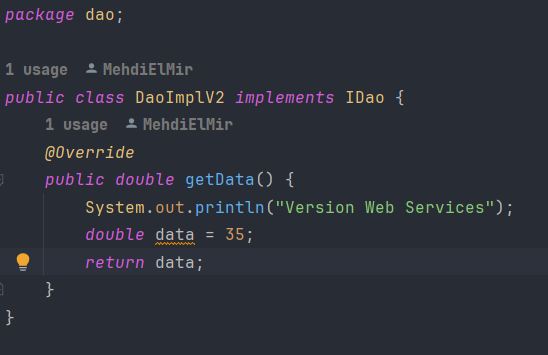 package dao;
1 usage MehdiElMir
public class DaoImplV2 implements IDao {
1 usage MehdiElMir
@Override
public double getData() {
System.out.println("Version Web Services");
double data = 35;
return data;
}
}